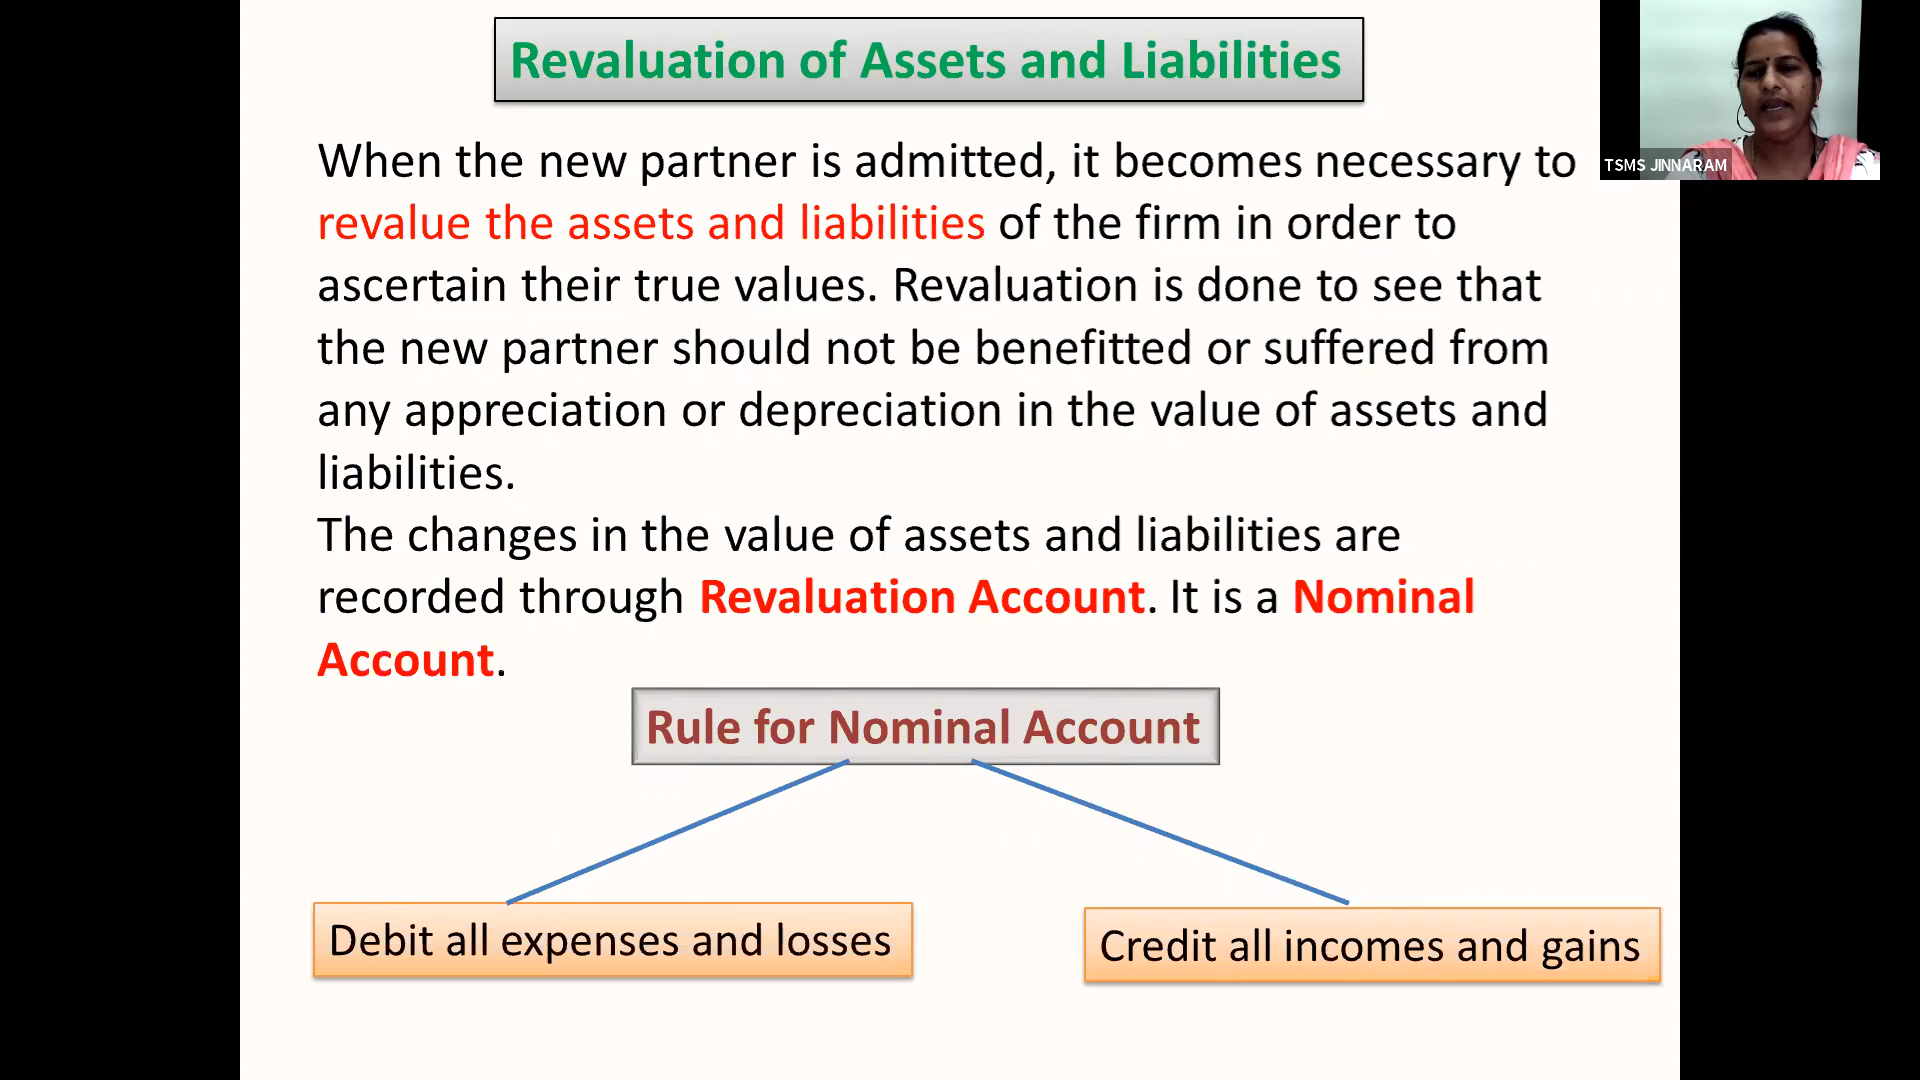 Revaluation of Assets and Liabilities
When the new partner is admitted, it becomes necessary to
revalue the assets and liabilities of the firm in order to
ascertain their true values. Revaluation is done to see that
the new partner should not be benefitted or suffered from
any appreciation or depreciation in the value of assets and
liabilities.
The changes in the value of assets and liabilities are
recorded through Revaluation Account. It is a Nominal
Account.
Rule for Nominal Account
Debit all expenses and losses
Credit all incomes and gains
TSMS JINNARAM